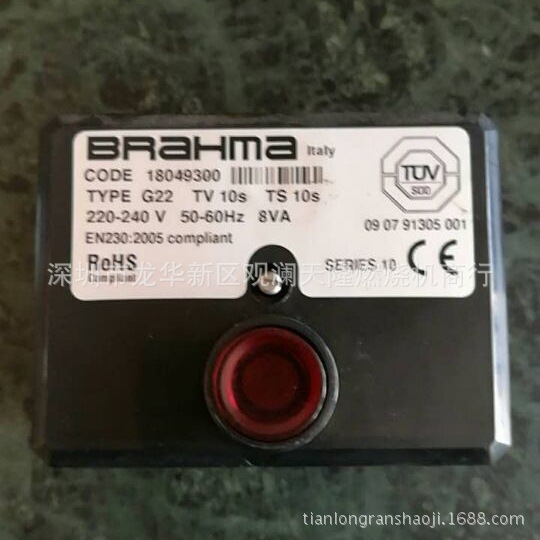 BRAHMA Italy
CODE 18049300
TYPE G22 TV 10s TS 10s
220-240 V 50-60Hz 8VA
EN230:2005 compliant
RoHS
Compliant
TÜV
SÜD
09 07 91305 001
SERIES 10 CE
深圳市龙华新区观澜天隆燃烧机商行
tianlongranshaoji.1688.com